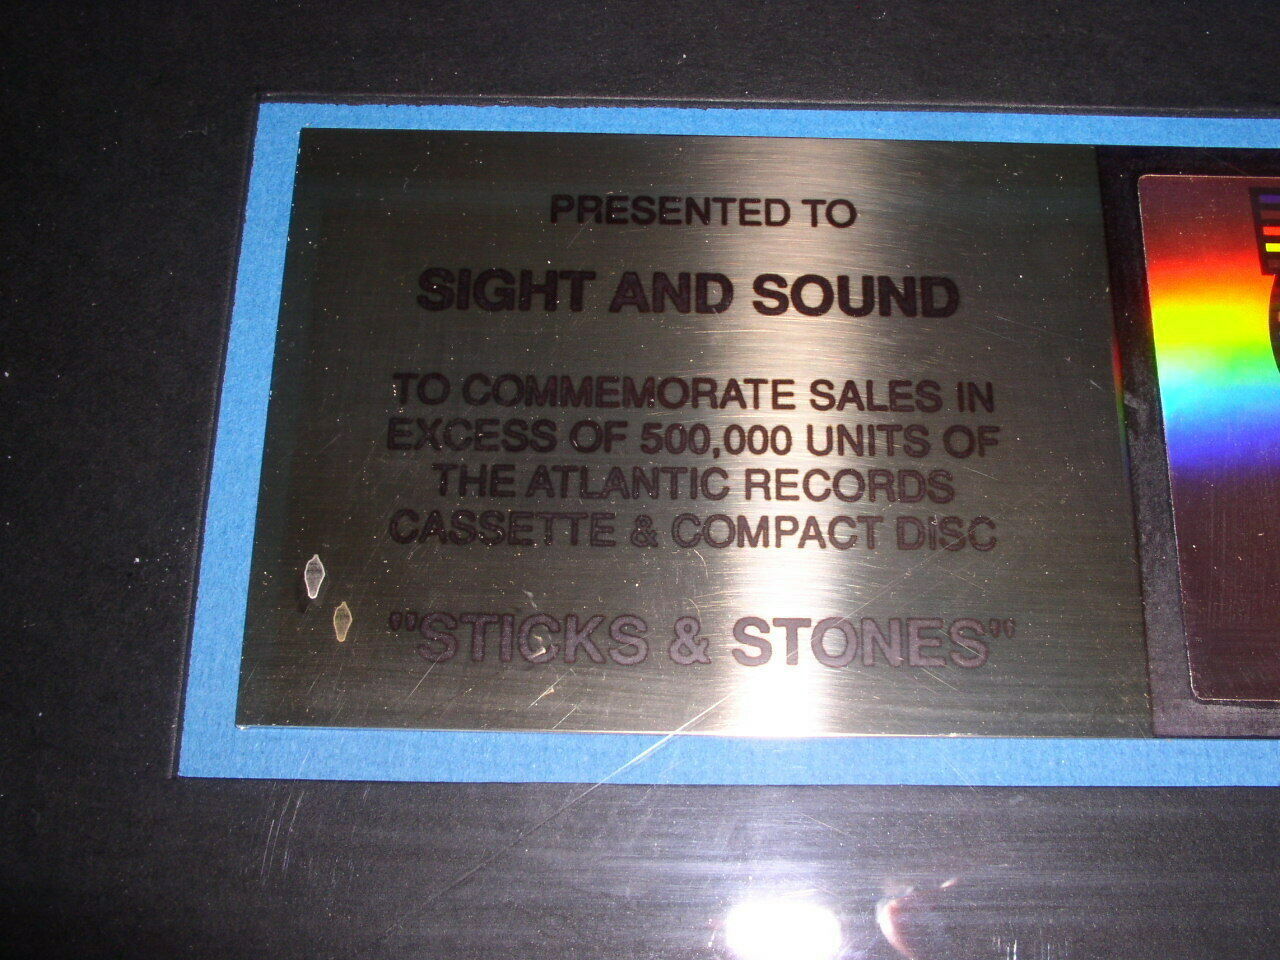 PRESENTED TO
SIGHT AND SOUND
TO COMMEMORATE SALES IN
EXCESS OF 500,000 UNITS OF
THE ATLANTIC RECORDS
CASSETTE & COMPACT DISC
"STICKS & STONES"